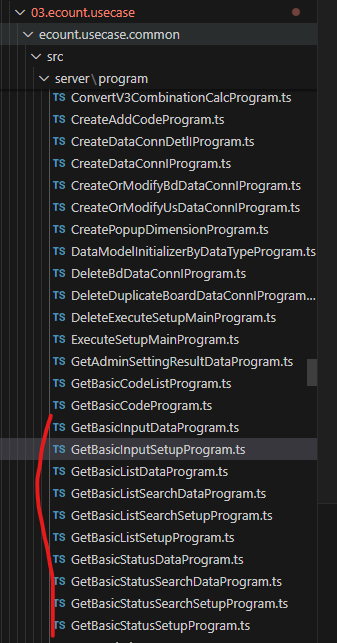 03.ecount.usecase
ecount.usecase.common
src
server\program
TS ConvertV3CombinationCalcProgram.ts
TS CreateAddCodeProgram.ts
TS CreateDataConnDetlIProgram.ts
TS CreateDataConnIProgram.ts
TS CreateOrModifyBdDataConnIProgram.ts
TS CreateOrModifyUsDataConnIProgram.ts
TS CreatePopupDimensionProgram.ts
TS DataModelInitializerByDataTypeProgram.ts
TS DeleteBdDataConnIProgram.ts
TS DeleteDuplicateBoardDataConnIProgram...
TS DeleteExecuteSetupMainProgram.ts
TS ExecuteSetupMainProgram.ts
TS GetAdminSettingResultDataProgram.ts
TS GetBasicCodeListProgram.ts
TS GetBasicCodeProgram.ts
TS GetBasicInputDataProgram.ts
TS GetBasicInputSetupProgram.ts
TS GetBasicListDataProgram.ts
TS GetBasicListSearchDataProgram.ts
TS GetBasicListSearchSetupProgram.ts
TS GetBasicListSetupProgram.ts
TS GetBasicStatusDataProgram.ts
TS GetBasicStatusSearchDataProgram.ts
TS GetBasicStatusSearchSetupProgram.ts
TS GetBasicStatusSetupProgram.ts